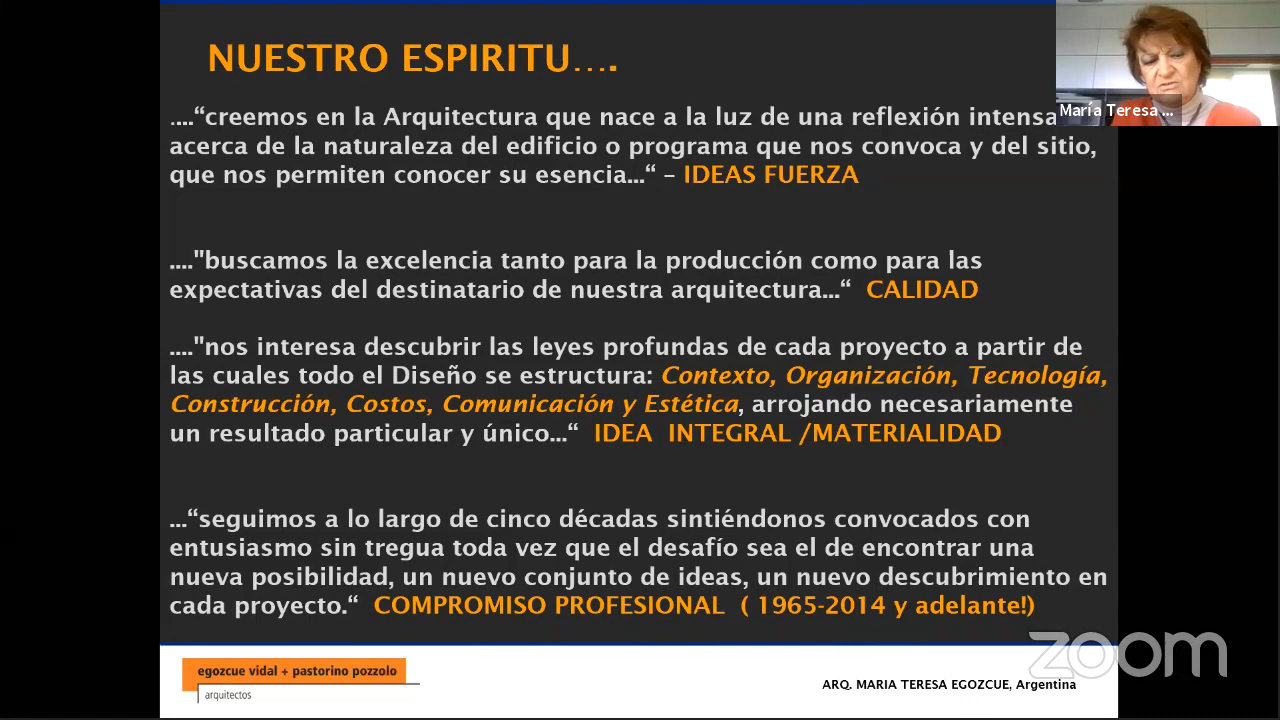 NUESTRO ESPIRITU….
....“creemos en la Arquitectura que nace a la luz de una reflexión intensa
acerca de la naturaleza del edificio o programa que nos convoca y del sitio,
que nos permiten conocer su esencia…“ – IDEAS FUERZA
...."buscamos la excelencia tanto para la producción como para las
expectativas del destinatario de nuestra arquitectura…“ CALIDAD
...."nos interesa descubrir las leyes profundas de cada proyecto a partir de
las cuales todo el Diseño se estructura: Contexto, Organización, Tecnología,
Construcción, Costos, Comunicación y Estética, arrojando necesariamente
un resultado particular y único…“ IDEA INTEGRAL /MATERIALIDAD
…“seguimos a lo largo de cinco décadas sintiéndonos convocados con
entusiasmo sin tregua toda vez que el desafío sea el de encontrar una
nueva posibilidad, un nuevo conjunto de ideas, un nuevo descubrimiento en
cada proyecto.“ COMPROMISO PROFESIONAL ( 1965-2014 y adelante!)
María Teresa ...
egozcue vidal + pastorino pozzolo
arquitectos
ARQ. MARIA TERESA EGOZCUE, Argentina
zoom